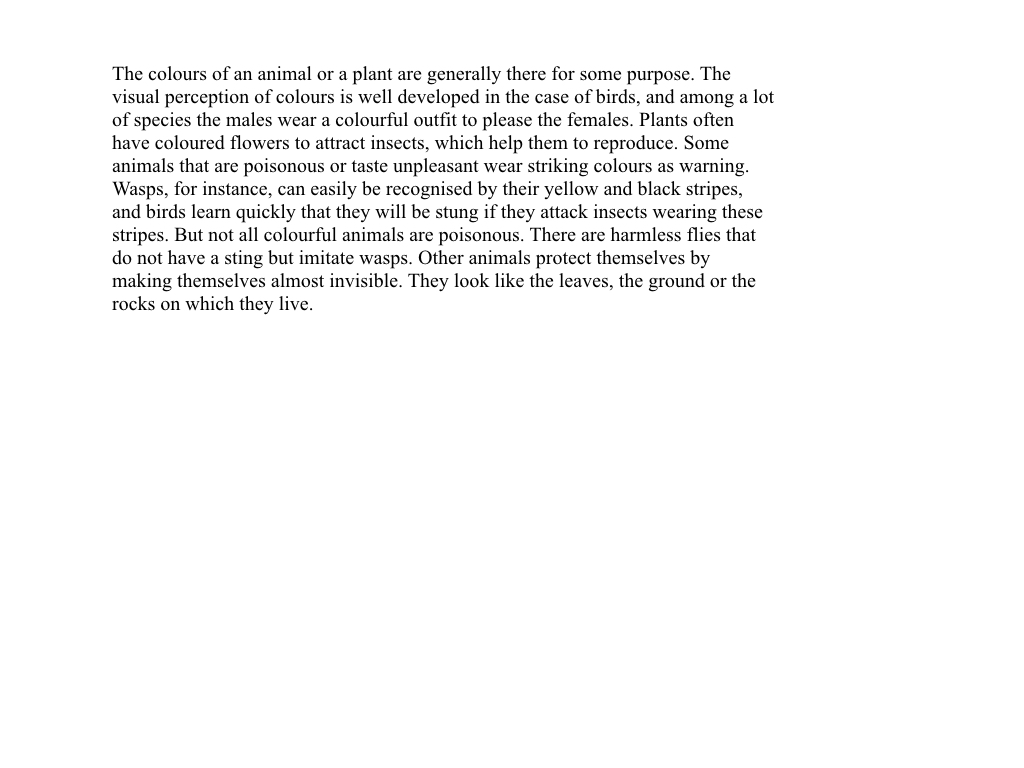 The colours of an animal or a plant are generally there for some purpose. The
visual perception of colours is well developed in the case of birds, and among a lot
of species the males wear a colourful outfit to please the females. Plants often
have coloured flowers to attract insects, which help them to reproduce. Some
animals that are poisonous or taste unpleasant wear striking colours as warning.
Wasps, for instance, can easily be recognised by their yellow and black stripes,
and birds learn quickly that they will be stung if they attack insects wearing these
stripes. But not all colourful animals are poisonous. There are harmless flies that
do not have a sting but imitate wasps. Other animals protect themselves by
making themselves almost invisible. They look like the leaves, the ground or the
rocks on which they live.